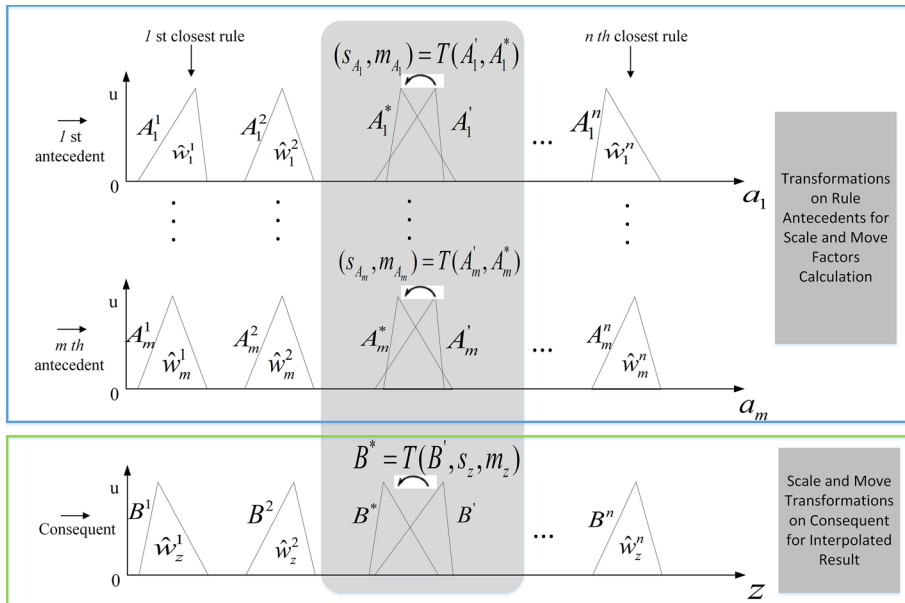 1 st closest rule
n th closest rule
(s_{A_1}, m_{A_1}) = T(A_1^', A_1^*)
u
A_1^1
ŵ_1^1
A_1^2
ŵ_1^2
A_1^*
A_1^'
...
A_1^n
ŵ_1^n
1 st
antecedent
0
a_1
Transformations
on Rule
Antecedents for
Scale and Move
Factors
Calculation
(s_{A_m}, m_{A_m}) = T(A_m^', A_m^*)
u
A_m^1
ŵ_m^1
A_m^2
ŵ_m^2
A_m^*
A_m^'
...
A_m^n
ŵ_m^n
m th
antecedent
0
a_m
B^* = T(B^', s_z, m_z)
u
Consequent
B^1
ŵ_z^1
B^2
ŵ_z^2
B^*
B^'
...
B^n
ŵ_z^n
0
z
Scale and Move
Transformations
on Consequent
for Interpolated
Result